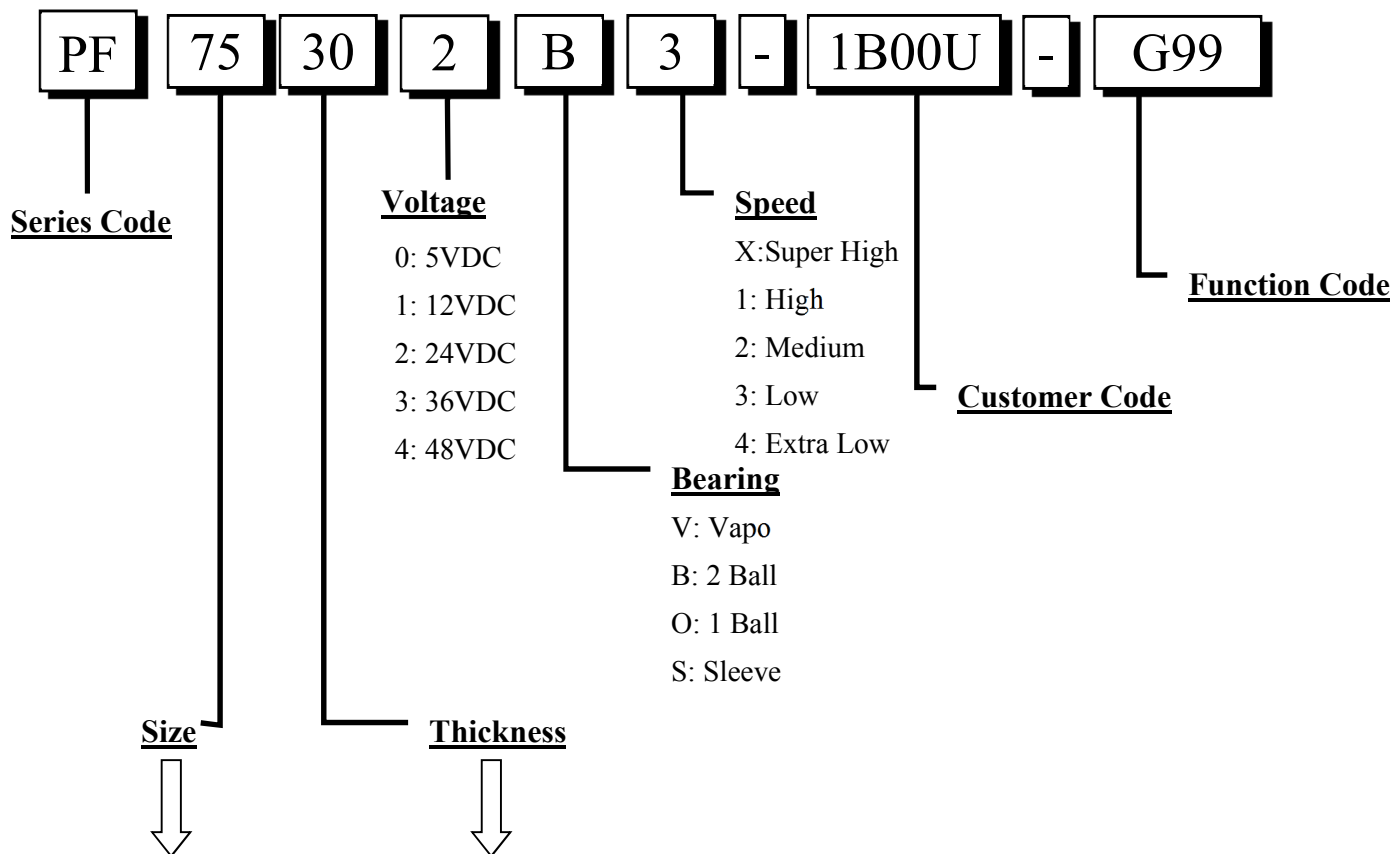 PF 75 30 2 B 3 - 1B00U - G99
Series Code
Voltage
0: 5VDC
1: 12VDC
2: 24VDC
3: 36VDC
4: 48VDC
Speed
X:Super High
1: High
2: Medium
3: Low
4: Extra Low
Function Code
Customer Code
Bearing
V: Vapo
B: 2 Ball
O: 1 Ball
S: Sleeve
Size
Thickness